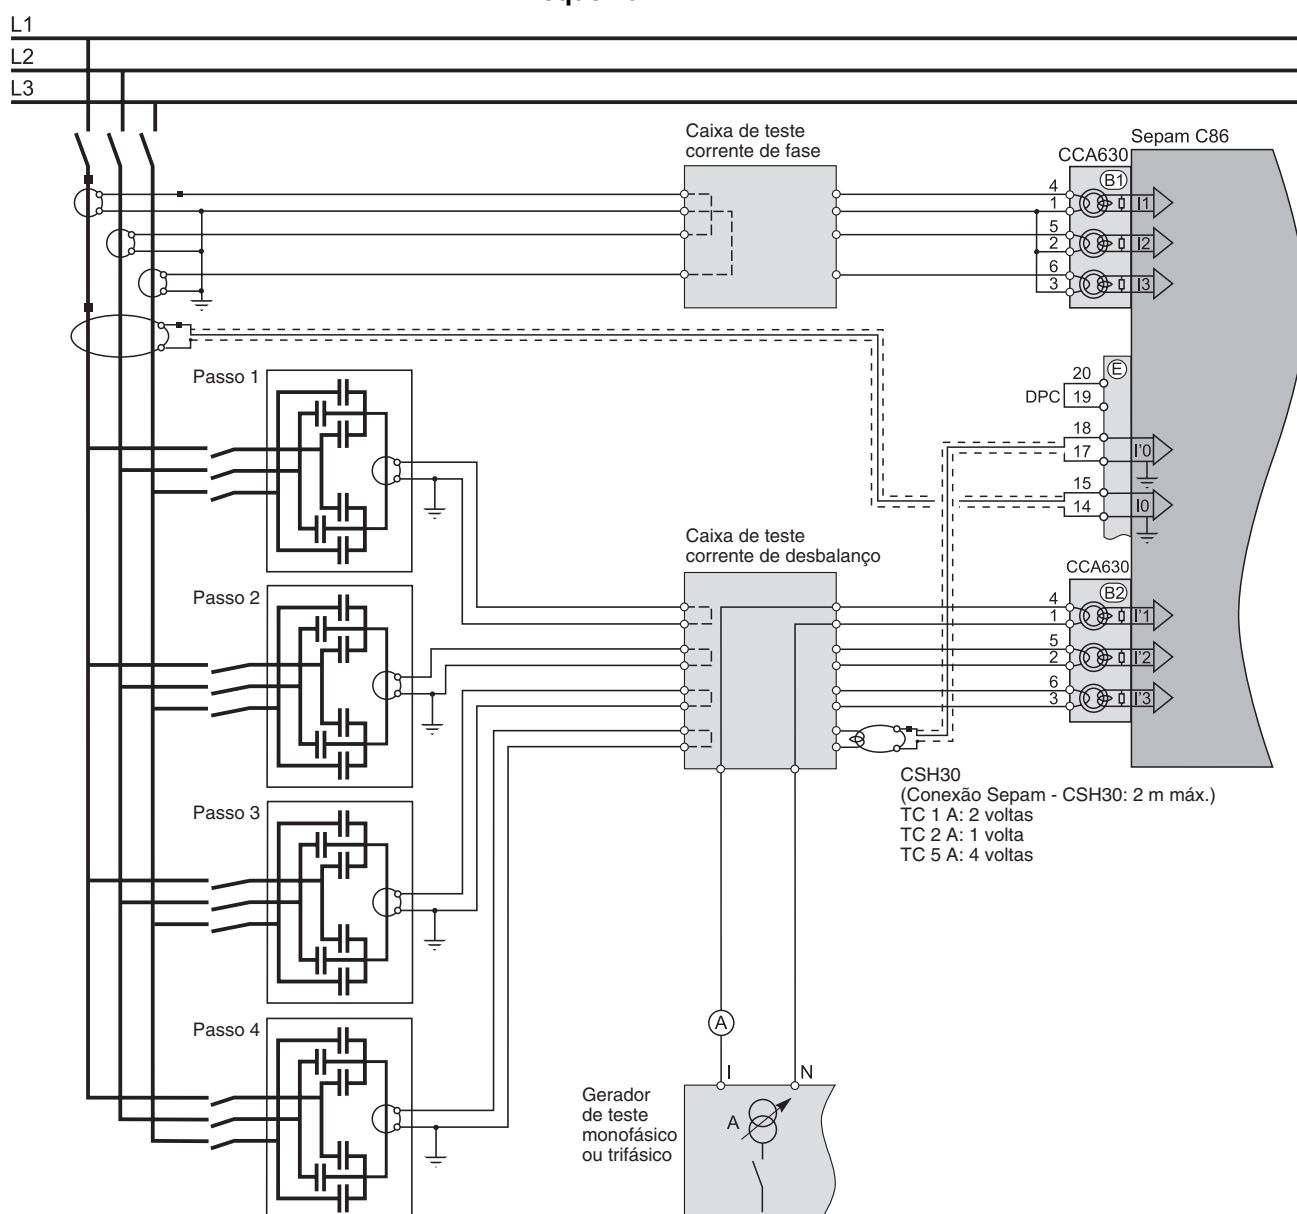 L1
L2
L3
Caixa de teste
corrente de fase
Sepam C86
CCA630
B1
4
1
I1
5
2
I2
6
3
I3
Passo 1
20
E
DPC
19
18
17
I'0
15
14
I0
Caixa de teste
corrente de desbalanço
CCA630
B2
Passo 2
4
1
I'1
5
2
I'2
6
3
I'3
CSH30
(Conexão Sepam - CSH30: 2 m máx.)
TC 1 A: 2 voltas
TC 2 A: 1 volta
TC 5 A: 4 voltas
Passo 3
Passo 4
A
I
N
Gerador
de teste
monofásico
ou trifásico
A